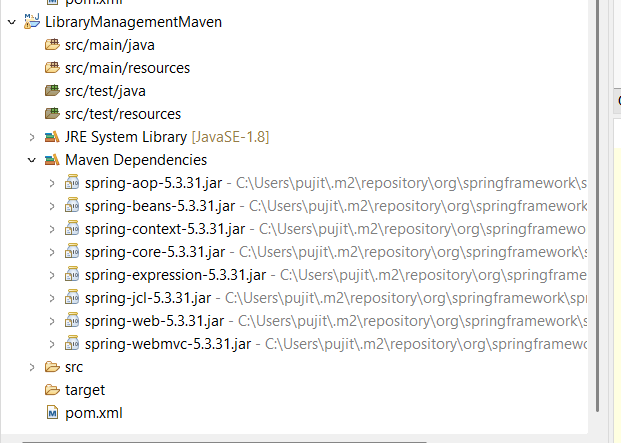 pom.xml
LibraryManagementMaven
src/main/java
src/main/resources
src/test/java
src/test/resources
JRE System Library [JavaSE-1.8]
Maven Dependencies
spring-aop-5.3.31.jar - C:\Users\pujit\.m2\repository\org\springframework\s
spring-beans-5.3.31.jar - C:\Users\pujit\.m2\repository\org\springframework
spring-context-5.3.31.jar - C:\Users\pujit\.m2\repository\org\springframewo
spring-core-5.3.31.jar - C:\Users\pujit\.m2\repository\org\springframework\
spring-expression-5.3.31.jar - C:\Users\pujit\.m2\repository\org\springframe
spring-jcl-5.3.31.jar - C:\Users\pujit\.m2\repository\org\springframework\spr
spring-web-5.3.31.jar - C:\Users\pujit\.m2\repository\org\springframework\s
spring-webmvc-5.3.31.jar - C:\Users\pujit\.m2\repository\org\springframewo
src
target
pom.xml